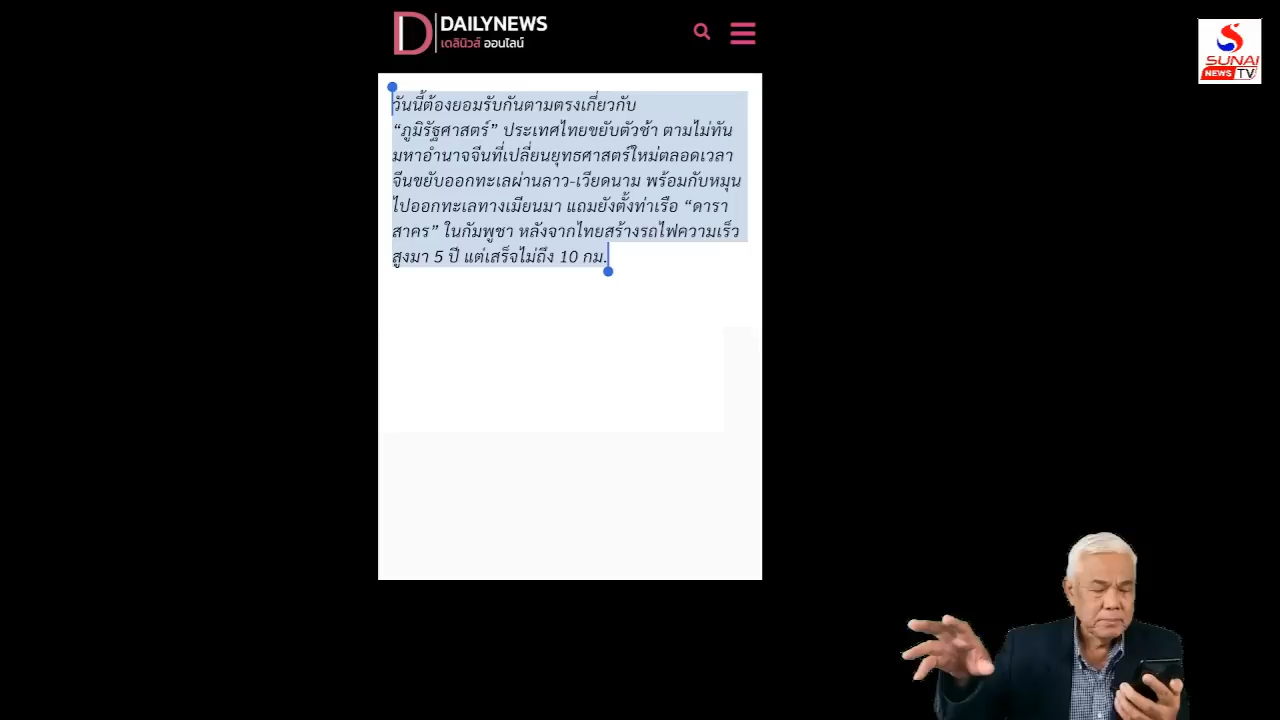 DAILYNEWS
เดลินิวส์ ออนไลน์
SUNAI
NEWS TV
วันนี้ต้องยอมรับกันตามตรงเกี่ยวกับ
“ภูมิรัฐศาสตร์” ประเทศไทยขยับตัวช้า ตามไม่ทัน
มหาอำนาจจีนที่เปลี่ยนยุทธศาสตร์ใหม่ตลอดเวลา
จีนขยับออกทะเลผ่านลาว-เวียดนาม พร้อมกับหมุน
ไปออกทะเลทางเมียนมา แถมยังตั้งท่าเรือ “ดารา
สาคร” ในกัมพูชา หลังจากไทยสร้างรถไฟความเร็ว
สูงมา 5 ปี แต่เสร็จไม่ถึง 10 กม.